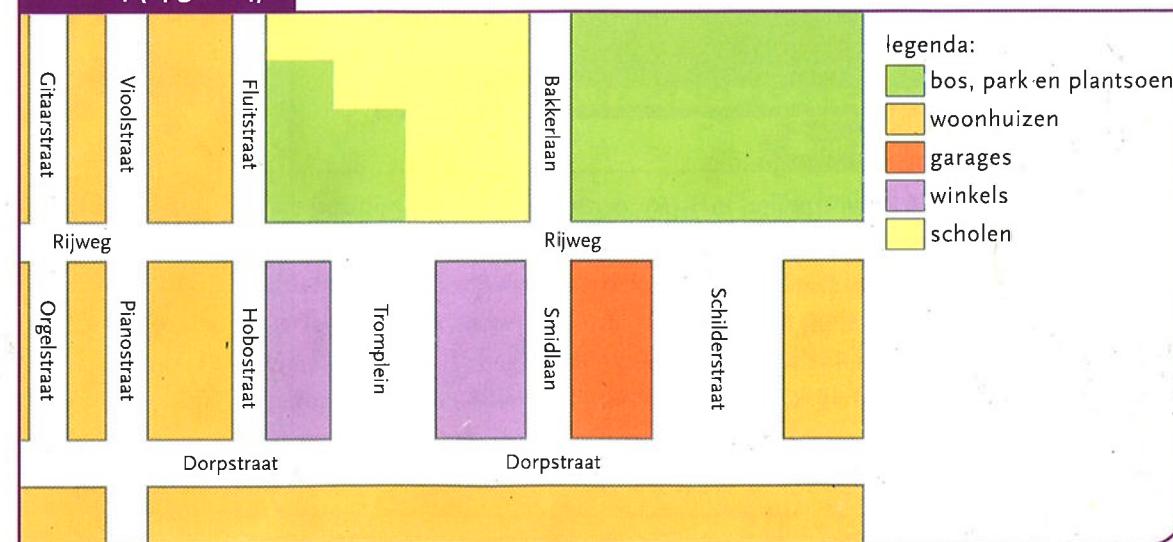 Gitaarstraat
Vioolstraat
Fluitstraat
Bakkerlaan
legenda:
bos, park en plantsoen
woonhuizen
garages
winkels
scholen
Rijweg
Rijweg
Orgelstraat
Pianostraat
Hobostraat
Tromplein
Smidlaan
Schilderstraat
Dorpstraat
Dorpstraat